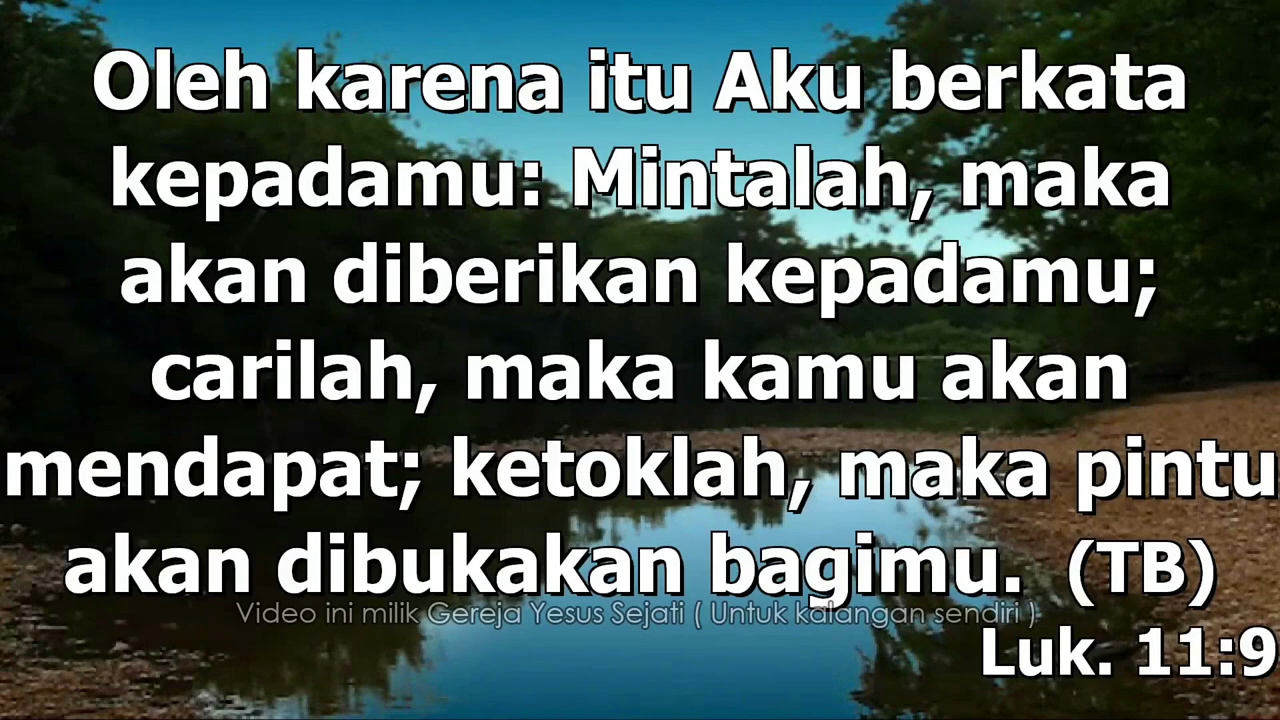 Oleh karena itu Aku berkata
kepadamu: Mintalah, maka
akan diberikan kepadamu;
carilah, maka kamu akan
mendapat; ketoklah, maka pintu
akan dibukakan bagimu. (TB)
Video ini milik Gereja Yesus Sejati ( Untuk kalangan sendiri )
Luk. 11:9